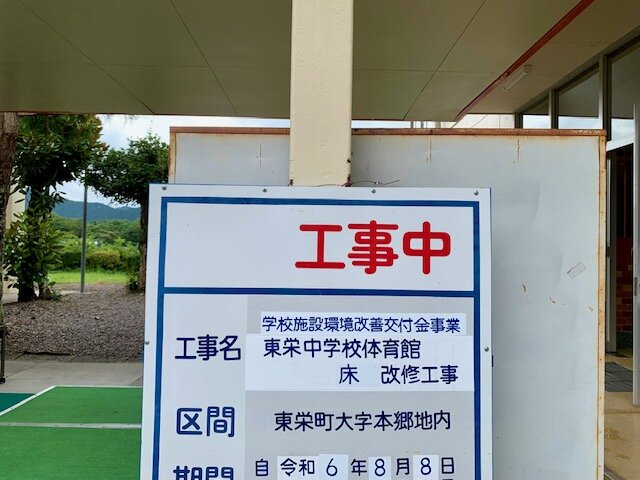 工事中
学校施設環境改善交付金事業
工事名 東栄中学校体育館
床 改修工事
区間 東栄町大字本郷地内
期間 自 令和 6 年 8 月 8 日